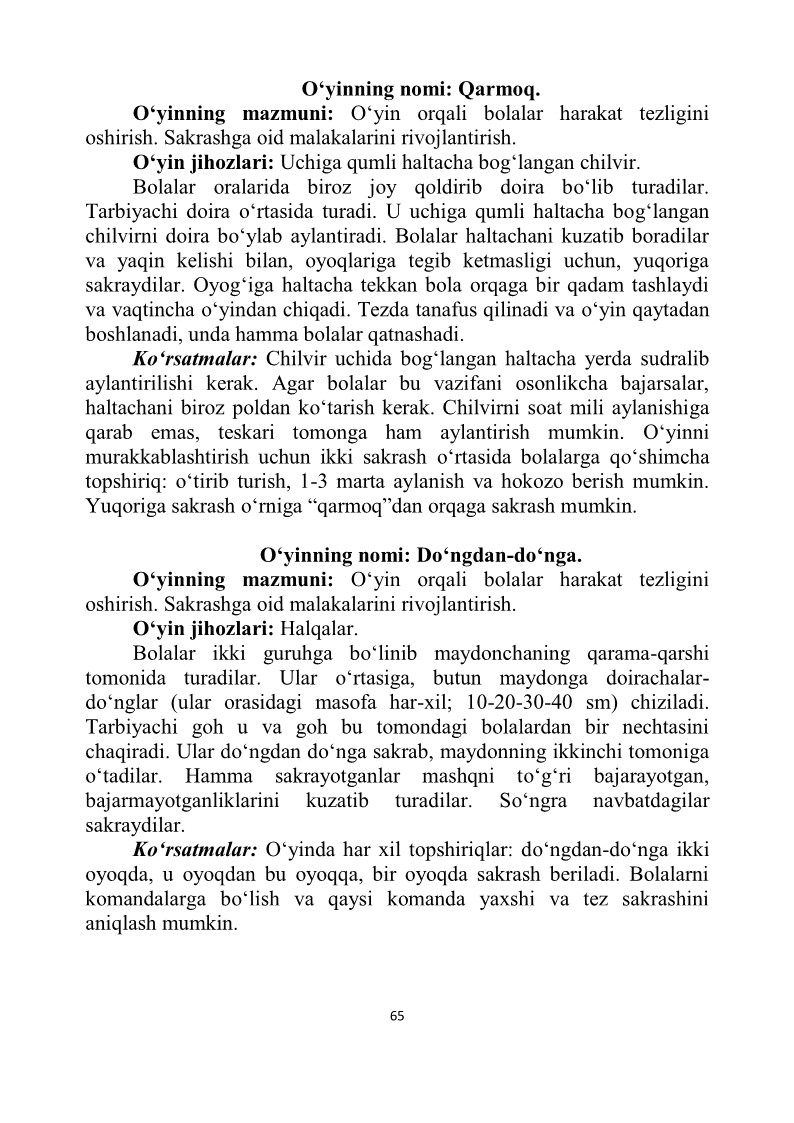 O‘yinning nomi: Qarmoq.
O‘yinning mazmuni: O‘yin orqali bolalar harakat tezligini
oshirish. Sakrashga oid malakalarini rivojlantirish.
O‘yin jihozlari: Uchiga qumli haltacha bog‘langan chilvir.
Bolalar oralarida biroz joy qoldirib doira bo‘lib turadilar.
Tarbiyachi doira o‘rtasida turadi. U uchiga qumli haltacha bog‘langan
chilvirni doira bo‘ylab aylantiradi. Bolalar haltachani kuzatib boradilar
va yaqin kelishi bilan, oyoqlariga tegib ketmasligi uchun, yuqoriga
sakraydilar. Oyog‘iga haltacha tekkan bola orqaga bir qadam tashlaydi
va vaqtincha o‘yindan chiqadi. Tezda tanafus qilinadi va o‘yin qaytadan
boshlanadi, unda hamma bolalar qatnashadi.
Ko‘rsatmalar: Chilvir uchida bog‘langan haltacha yerda sudralib
aylantirilishi kerak. Agar bolalar bu vazifani osonlikcha bajarsalar,
haltachani biroz poldan ko‘tarish kerak. Chilvirni soat mili aylanishiga
qarab emas, teskari tomonga ham aylantirish mumkin. O‘yinni
murakkablashtirish uchun ikki sakrash o‘rtasida bolalarga qo‘shimcha
topshiriq: o‘tirib turish, 1-3 marta aylanish va hokozo berish mumkin.
Yuqoriga sakrash o‘rniga “qarmoq”dan orqaga sakrash mumkin.
O‘yinning nomi: Do‘ngdan-do‘nga.
O‘yinning mazmuni: O‘yin orqali bolalar harakat tezligini
oshirish. Sakrashga oid malakalarini rivojlantirish.
O‘yin jihozlari: Halqalar.
Bolalar ikki guruhga bo‘linib maydonchaning qarama-qarshi
tomonida turadilar. Ular o‘rtasiga, butun maydonga doirachalar-
do‘nglar (ular orasidagi masofa har-xil; 10-20-30-40 sm) chiziladi.
Tarbiyachi goh u va goh bu tomondagi bolalardan bir nechtasini
chaqiradi. Ular do‘ngdan do‘nga sakrab, maydonning ikkinchi tomoniga
o‘tadilar. Hamma sakrayotganlar mashqni to‘g‘ri bajarayotgan,
bajarmayotganliklarini kuzatib turadilar. So‘ngra navbatdagilar
sakraydilar.
Ko‘rsatmalar: O‘yinda har xil topshiriqlar: do‘ngdan-do‘nga ikki
oyoqda, u oyoqdan bu oyoqqa, bir oyoqda sakrash beriladi. Bolalarni
komandalarga bo‘lish va qaysi komanda yaxshi va tez sakrashini
aniqlash mumkin.
65